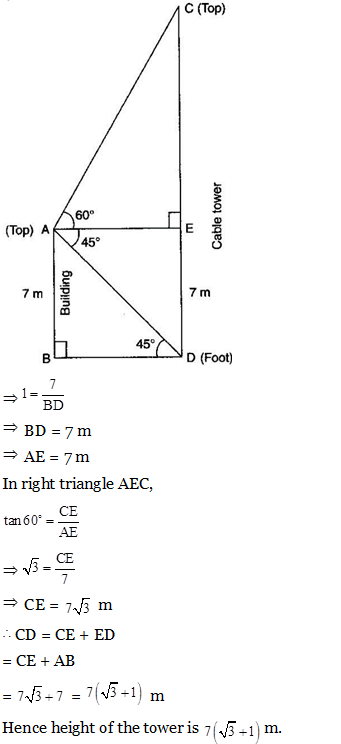 C (Top)
60°
(Top) A
E
45°
Cable tower
7 m
Building
7 m
45°
B
D (Foot)
⇒ 1 = 7/BD
⇒ BD = 7 m
⇒ AE = 7 m
In right triangle AEC,
tan 60° = CE/AE
⇒ √3 = CE/7
⇒ CE = 7√3 m
∴ CD = CE + ED
= CE + AB
= 7√3 + 7 = 7(√3 + 1) m
Hence height of the tower is 7(√3 + 1) m.